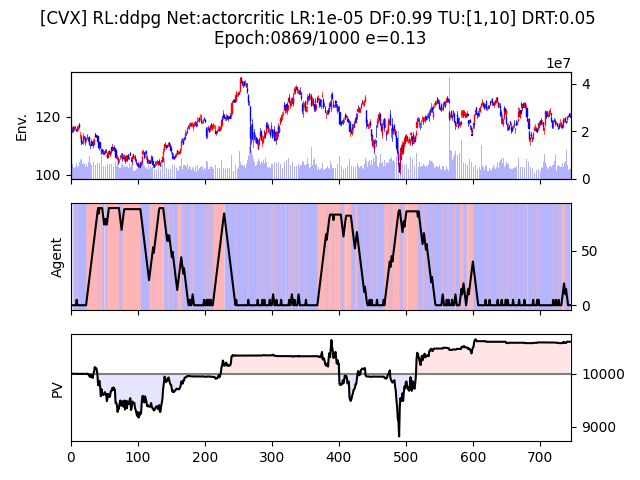 [CVX] RL:ddpg Net:actorcritic LR:1e-05 DF:0.99 TU:[1,10] DRT:0.05
Epoch:0869/1000 e=0.13
1e7
Env.
120
100
4
2
0
Agent
50
0
PV
10000
9000
0 100 200 300 400 500 600 700